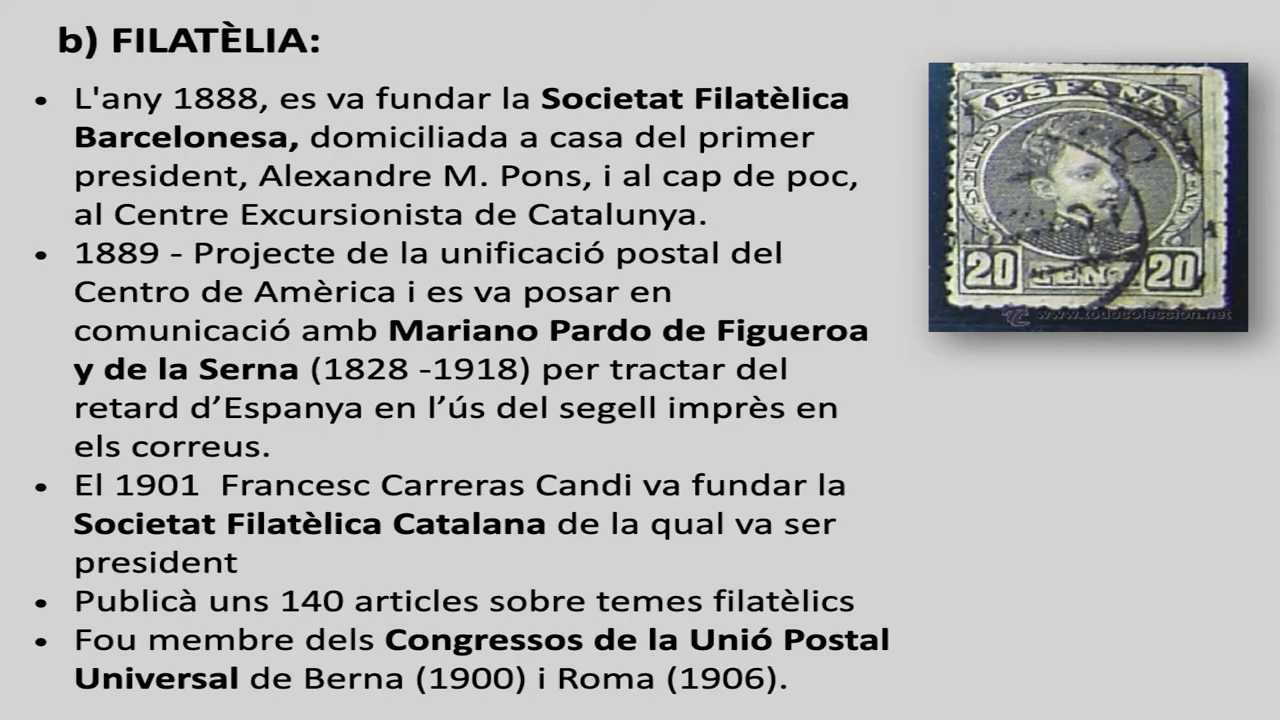 b) FILATÈLIA:
• L'any 1888, es va fundar la Societat Filatèlica
Barcelonesa, domiciliada a casa del primer
president, Alexandre M. Pons, i al cap de poc,
al Centre Excursionista de Catalunya.
• 1889 - Projecte de la unificació postal del
Centro de Amèrica i es va posar en
comunicació amb Mariano Pardo de Figueroa
y de la Serna (1828 -1918) per tractar del
retard d’Espanya en l’ús del segell imprès en
els correus.
• El 1901  Francesc Carreras Candi va fundar la
Societat Filatèlica Catalana de la qual va ser
president
• Publicà uns 140 articles sobre temes filatèlics
• Fou membre dels Congressos de la Unió Postal
Universal de Berna (1900) i Roma (1906).
ESPAÑA
20 20
www.todocoleccion.net